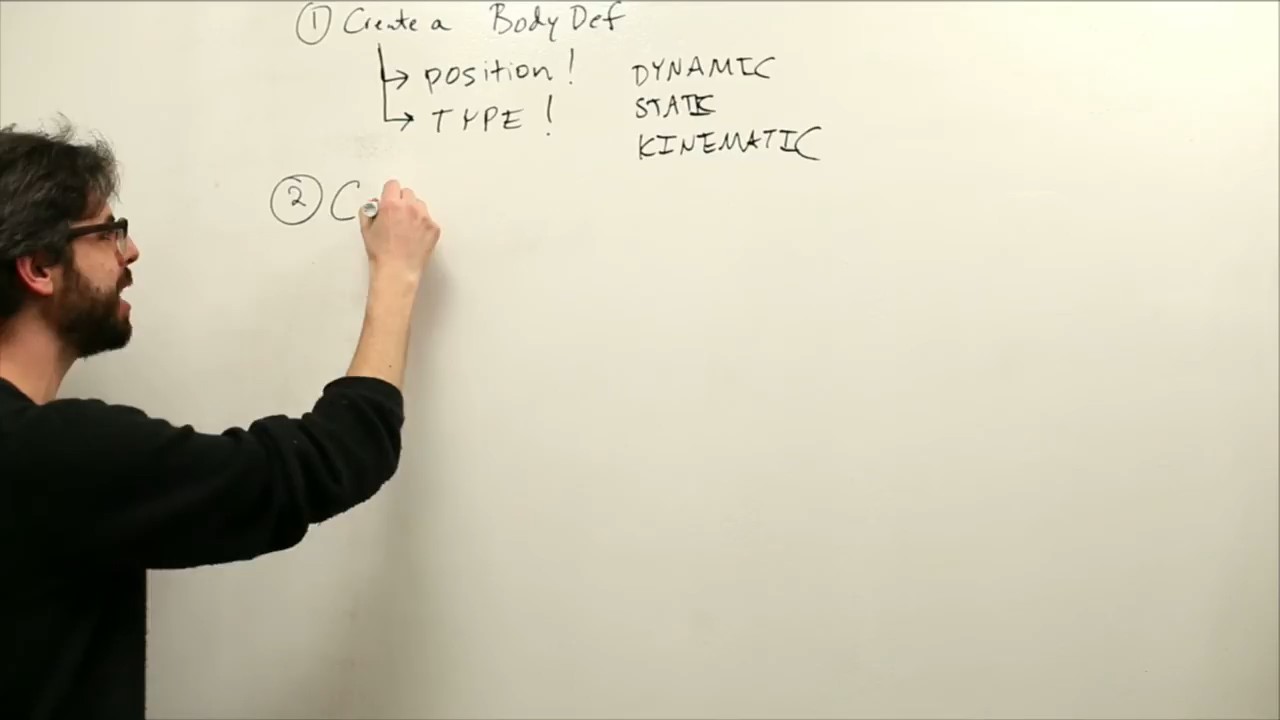 ① Create a Body Def
→ position! DYNAMIC
→ TYPE! STATIC
KINEMATIC
② C